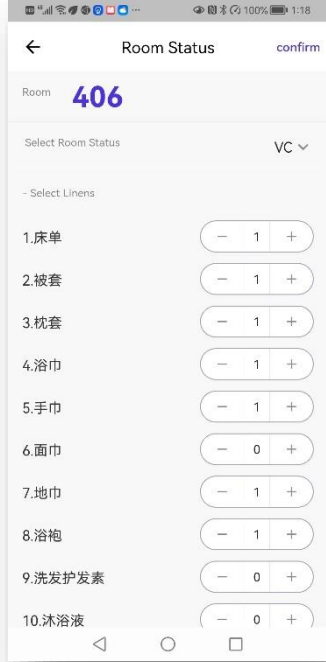 100% 1:18
Room Status confirm
Room 406
Select Room Status VC
- Select Linens
1.床单 − 1 +
2.被套 − 1 +
3.枕套 − 1 +
4.浴巾 − 1 +
5.手巾 − 1 +
6.面巾 − 0 +
7.地巾 − 1 +
8.浴袍 − 1 +
9.洗发护发素 − 0 +
10.沐浴液 − 0 +